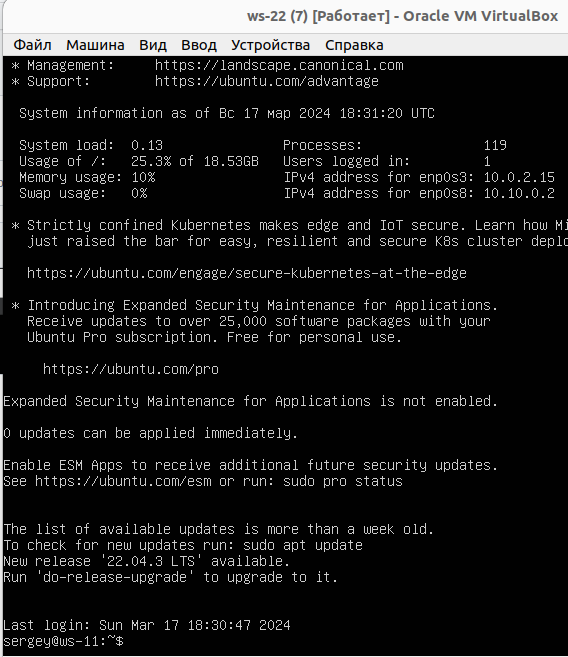 ws-22 (7) [Работает] - Oracle VM VirtualBox
Файл Машина Вид Ввод Устройства Справка
* Management: https://landscape.canonical.com
* Support: https://ubuntu.com/advantage
System information as of Вс 17 мар 2024 18:31:20 UTC
System load: 0.13 Processes: 119
Usage of /: 25.3% of 18.53GB Users logged in: 1
Memory usage: 10% IPv4 address for enp0s3: 10.0.2.15
Swap usage: 0% IPv4 address for enp0s8: 10.10.0.2
* Strictly confined Kubernetes makes edge and IoT secure. Learn how Mi
just raised the bar for easy, resilient and secure K8s cluster deplo
https://ubuntu.com/engage/secure-kubernetes-at-the-edge
* Introducing Expanded Security Maintenance for Applications.
Receive updates to over 25,000 software packages with your
Ubuntu Pro subscription. Free for personal use.
https://ubuntu.com/pro
Expanded Security Maintenance for Applications is not enabled.
0 updates can be applied immediately.
Enable ESM Apps to receive additional future security updates.
See https://ubuntu.com/esm or run: sudo pro status
The list of available updates is more than a week old.
To check for new updates run: sudo apt update
New release '22.04.3 LTS' available.
Run 'do-release-upgrade' to upgrade to it.
Last login: Sun Mar 17 18:30:47 2024
sergey@ws-11:~$